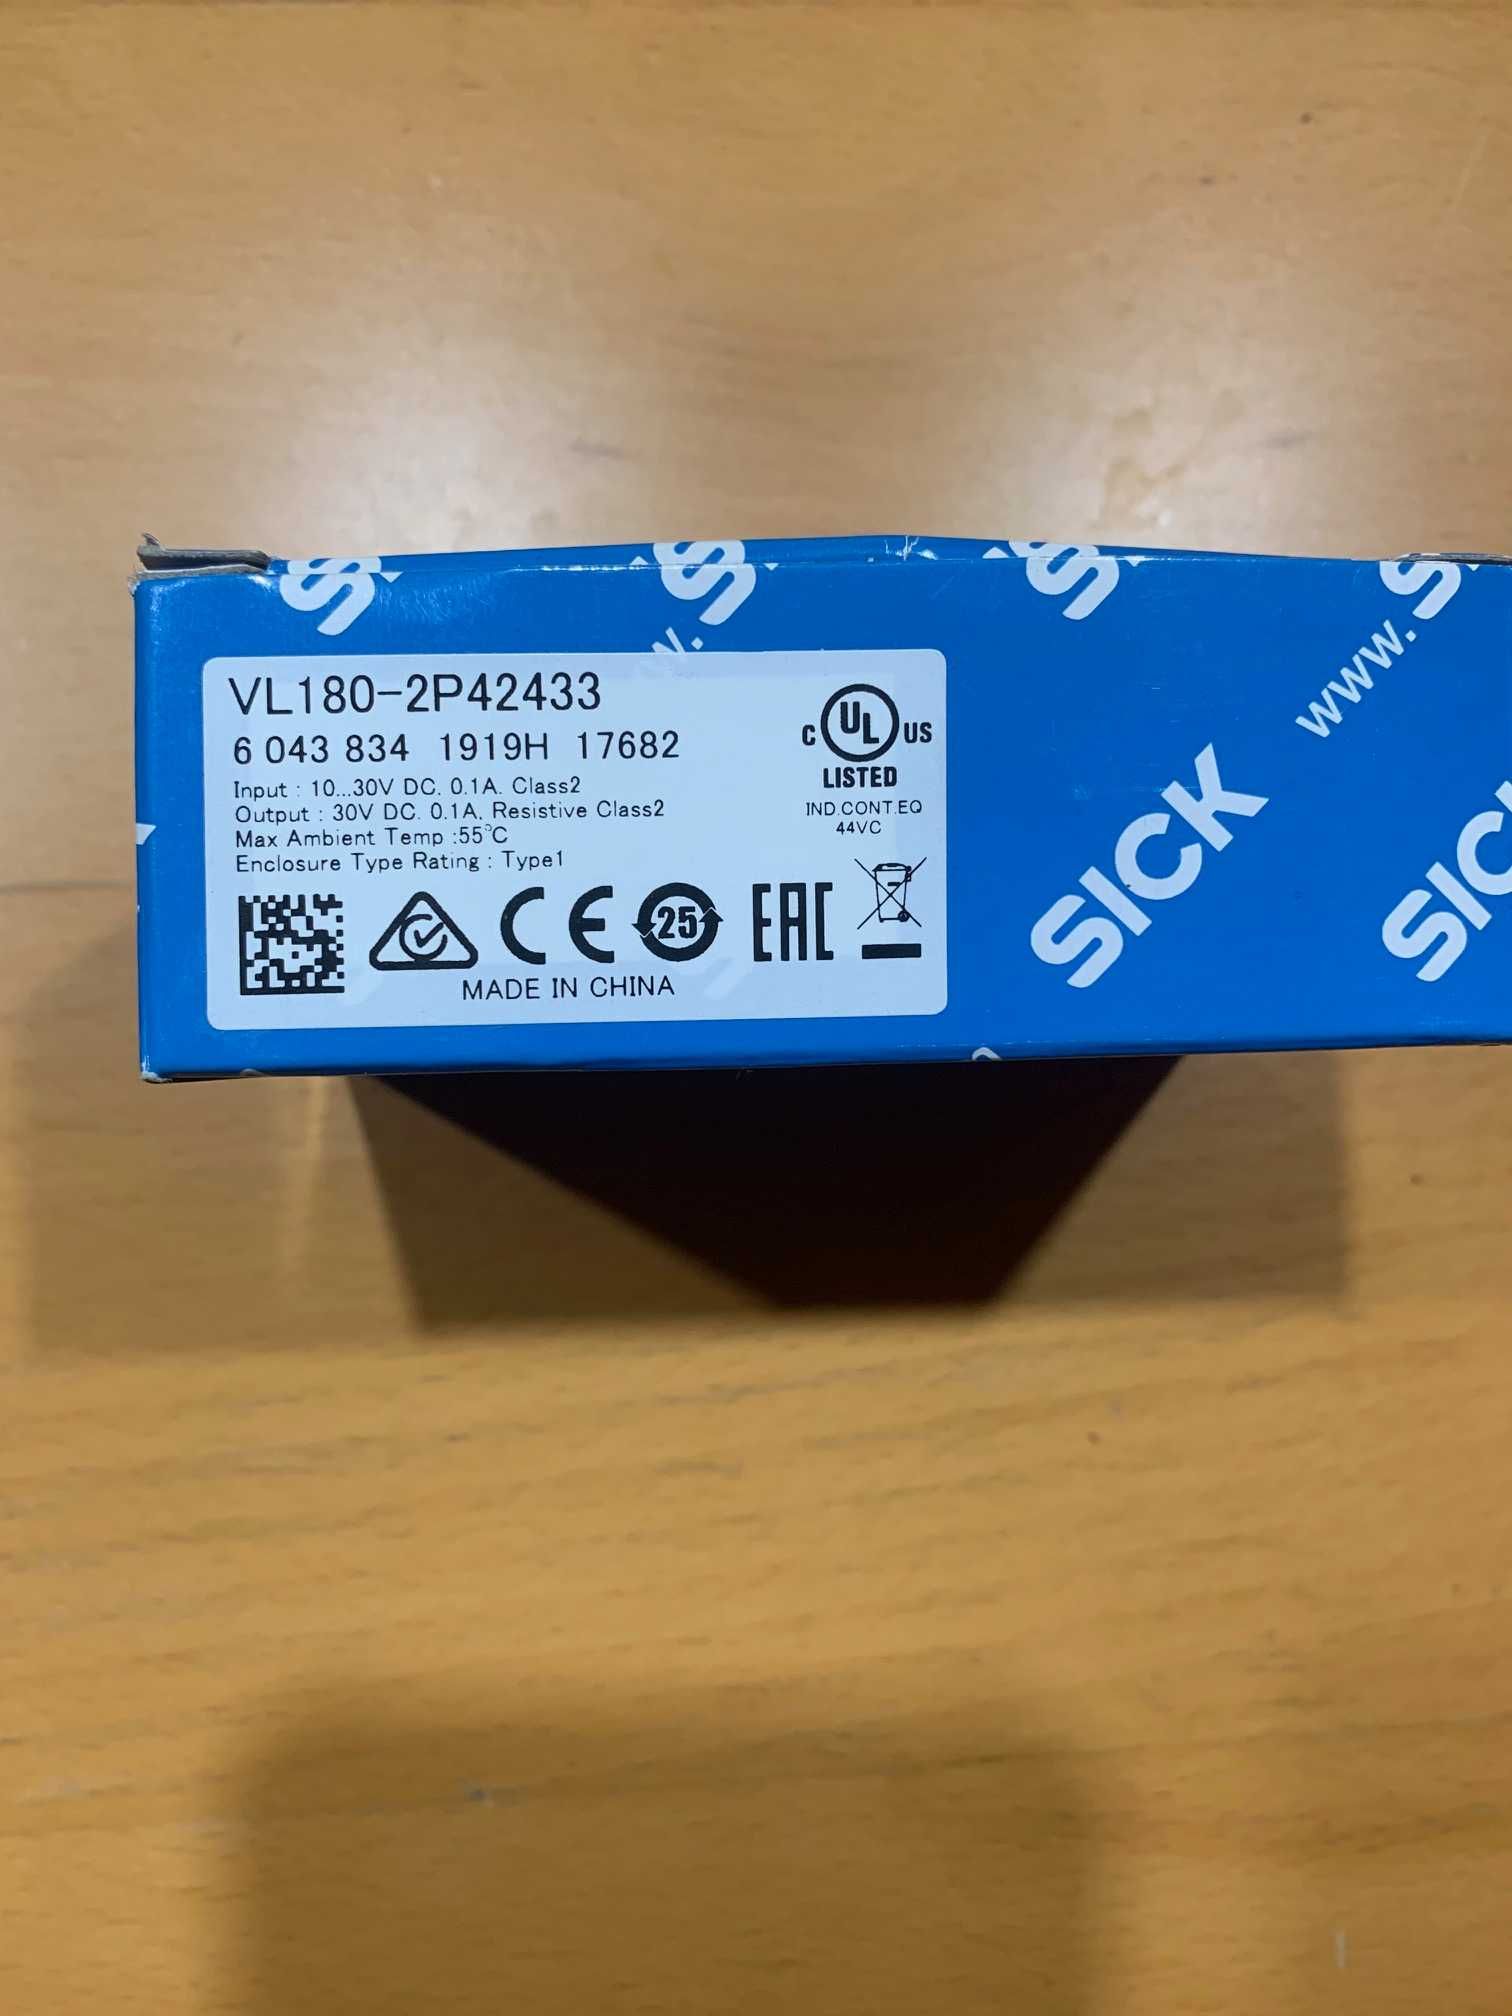 VL180-2P42433
6 043 834 1919H 17682
Input : 10...30V DC. 0.1A. Class2
Output : 30V DC. 0.1A. Resistive Class2
Max Ambient Temp :55°C
Enclosure Type Rating : Type1
C UL US
LISTED
IND.CONT.EQ
44VC
CE
25
EAC
MADE IN CHINA
www.
SICK